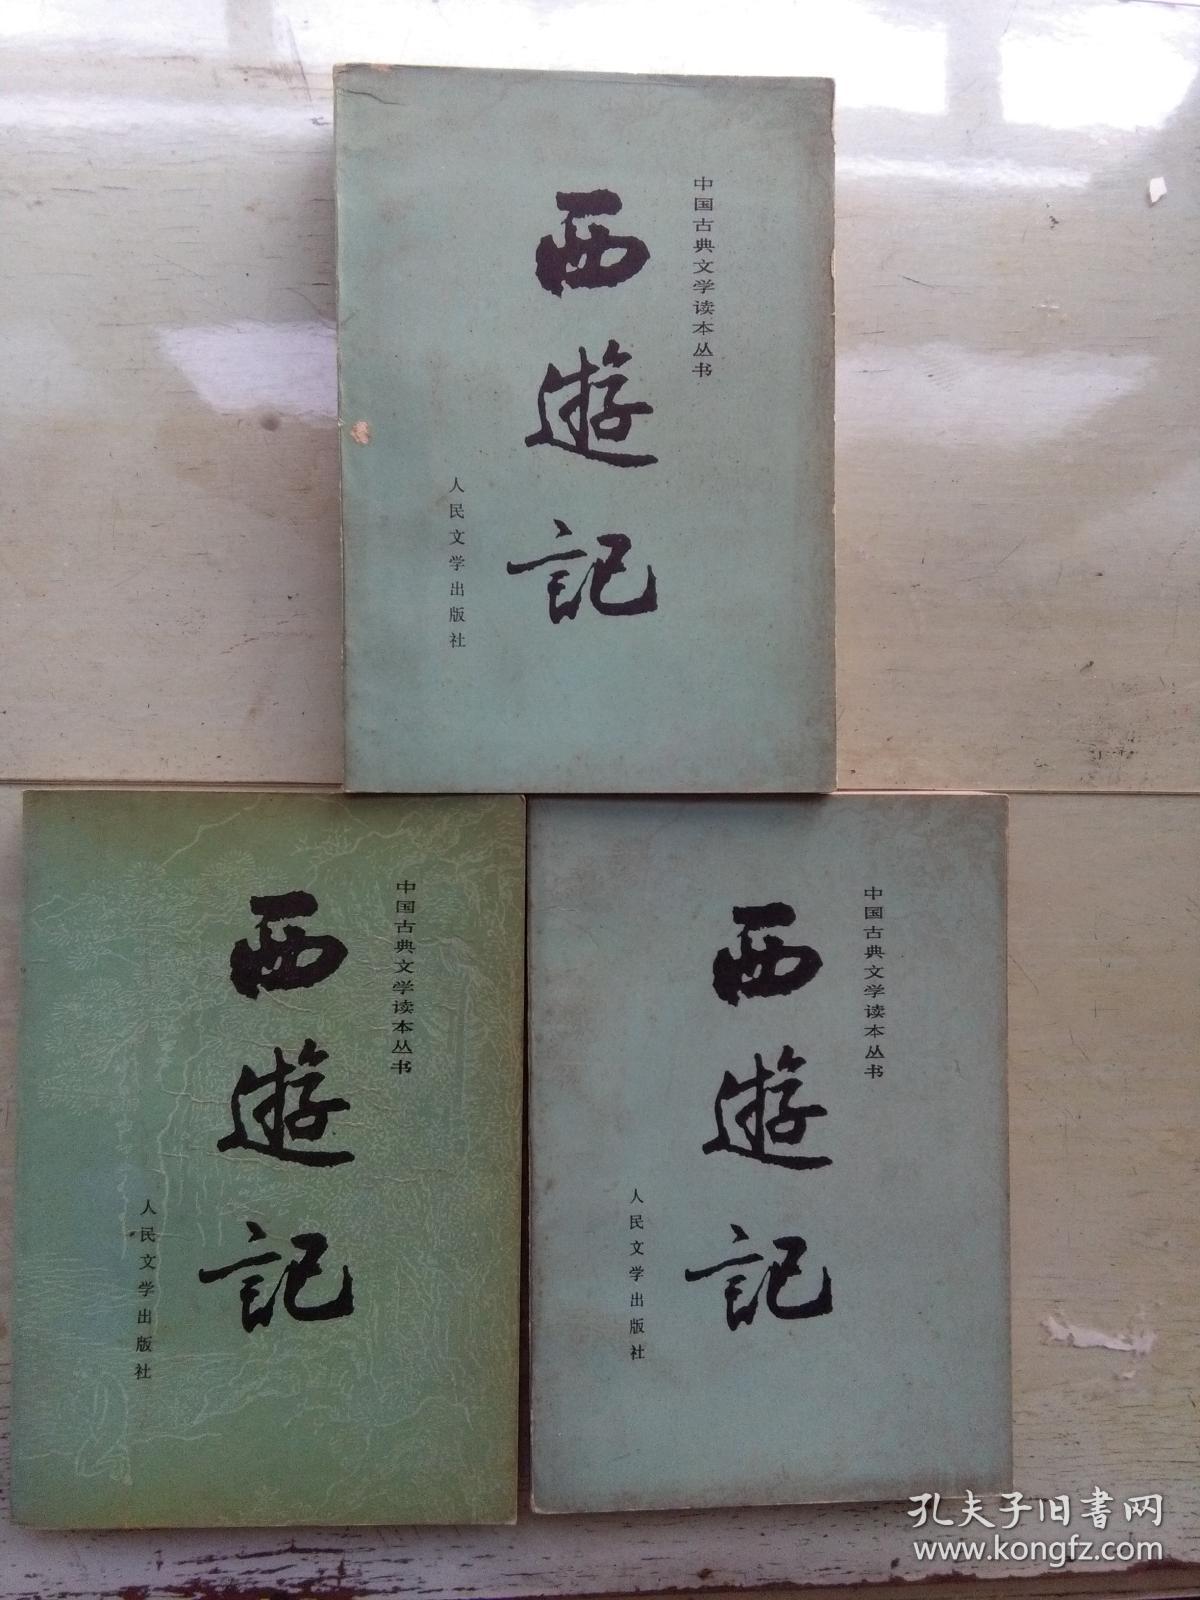 中国古典文学读本丛书
西遊記
人民文学出版社
中国古典文学读本丛书
西遊記
人民文学出版社
中国古典文学读本丛书
西遊記
人民文学出版社
孔夫子旧書网
www.kongfz.com